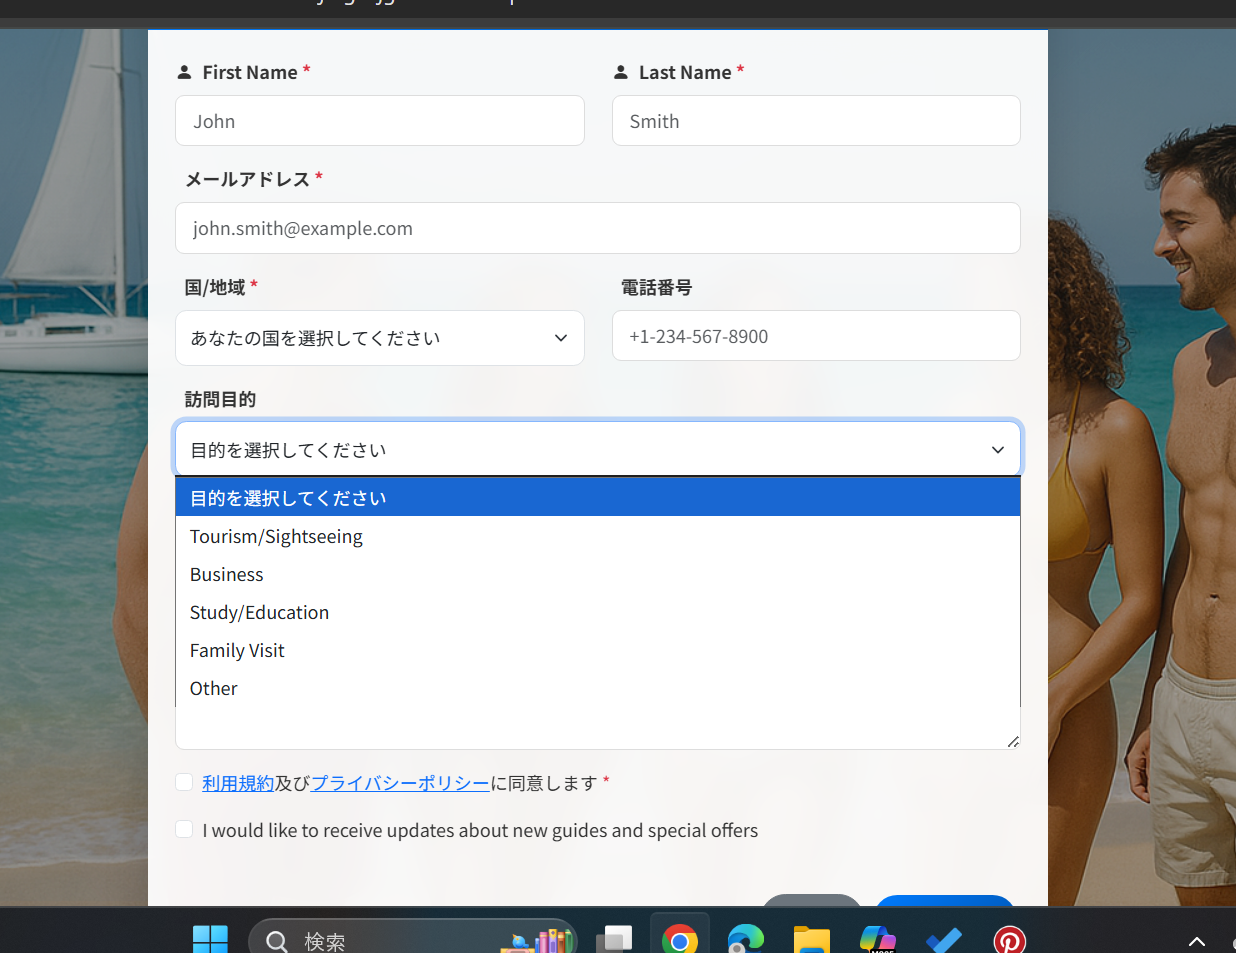 First Name *
Last Name *
John
Smith
メールアドレス *
john.smith@example.com
国/地域 *
電話番号
あなたの国を選択してください
+1-234-567-8900
訪問目的
目的を選択してください
目的を選択してください
Tourism/Sightseeing
Business
Study/Education
Family Visit
Other
利用規約及びプライバシーポリシーに同意します *
I would like to receive updates about new guides and special offers
検索